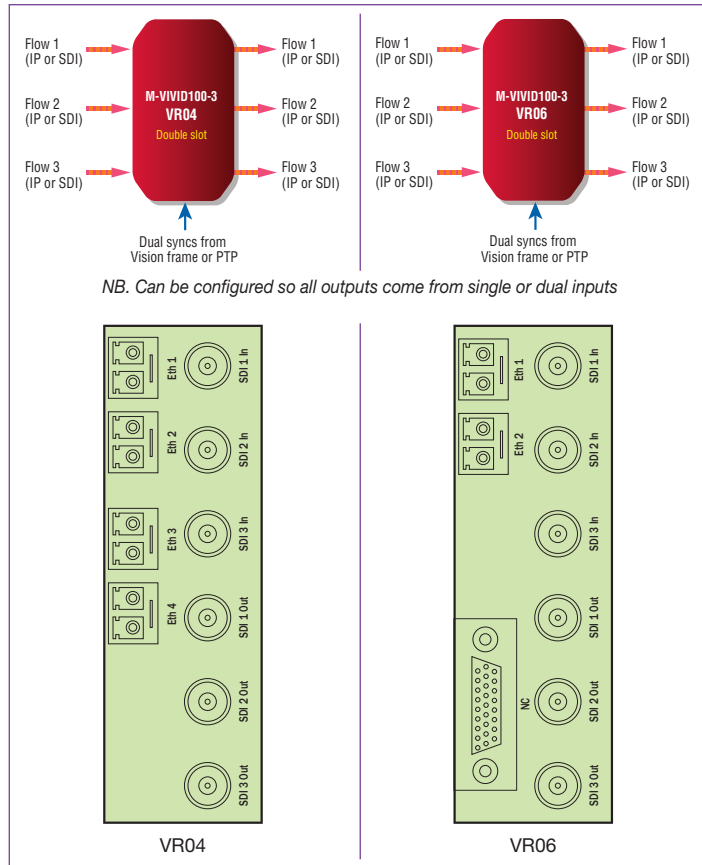 Flow 1
(IP or SDI)
Flow 2
(IP or SDI)
Flow 3
(IP or SDI)
M-VIVID100-3
VR04
Double slot
Flow 1
(IP or SDI)
Flow 2
(IP or SDI)
Flow 3
(IP or SDI)
Dual syncs from
Vision frame or PTP
Flow 1
(IP or SDI)
Flow 2
(IP or SDI)
Flow 3
(IP or SDI)
M-VIVID100-3
VR06
Double slot
Flow 1
(IP or SDI)
Flow 2
(IP or SDI)
Flow 3
(IP or SDI)
Dual syncs from
Vision frame or PTP
NB. Can be configured so all outputs come from single or dual inputs
Eth 1
SDI 1 In
Eth 2
SDI 2 In
Eth 3
SDI 3 In
Eth 4
SDI 1 Out
SDI 2 Out
SDI 3 Out
VR04
Eth 1
SDI 1 In
Eth 2
SDI 2 In
SDI 3 In
SDI 1 Out
NC
SDI 2 Out
SDI 3 Out
VR06